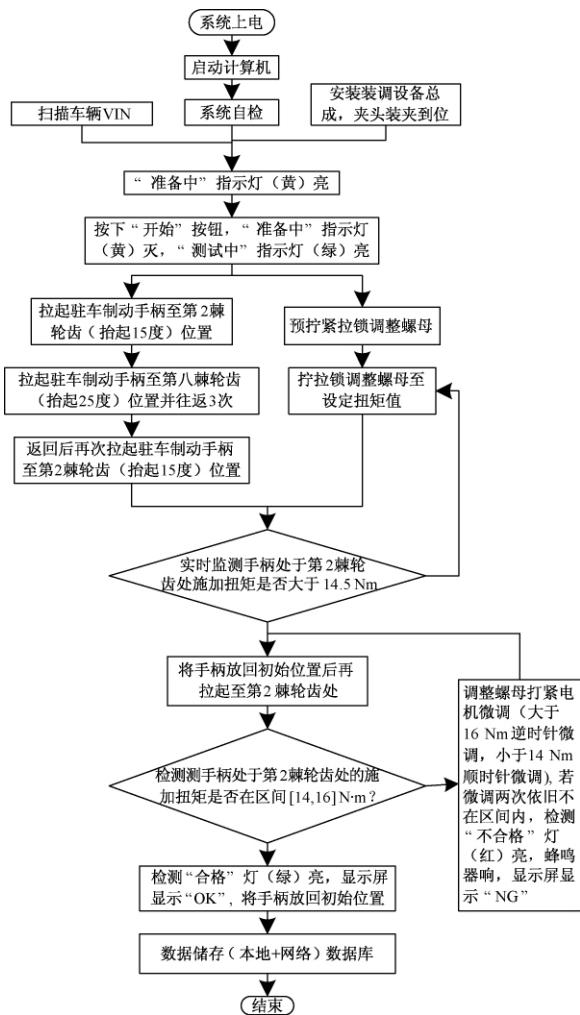 系统上电
启动计算机
扫描车辆VIN
系统自检
安装装调设备总
成，夹头装夹到位
“准备中”指示灯（黄）亮
按下“开始”按钮，“准备中”指示灯
（黄）灭，“测试中”指示灯（绿）亮
拉起驻车制动手柄至第2棘
轮齿（抬起15度）位置
预拧紧拉锁调整螺母
拉起驻车制动手柄至第八棘轮齿
（抬起25度）位置并往返3次
拧拉锁调整螺母至
设定扭矩值
返回后再次拉起驻车制动手柄
至第2棘轮齿（抬起15度）位置
实时监测手柄处于第2棘轮
齿处施加扭矩是否大于14.5 Nm
将手柄放回初始位置后再
拉起至第2棘轮齿处
调整螺母打紧电
机微调（大于
16 Nm逆时针微
调，小于14 Nm
顺时针微调），若
微调两次依旧不
在区间内，检测
“不合格”灯
（红）亮，蜂鸣
器响，显示屏显
示“NG”
检测测手柄处于第2棘轮齿处的施
加扭矩是否在区间[14,16]N·m？
检测“合格”灯（绿）亮，显示屏
显示“OK”，将手柄放回初始位置
数据储存（本地+网络）数据库
结束